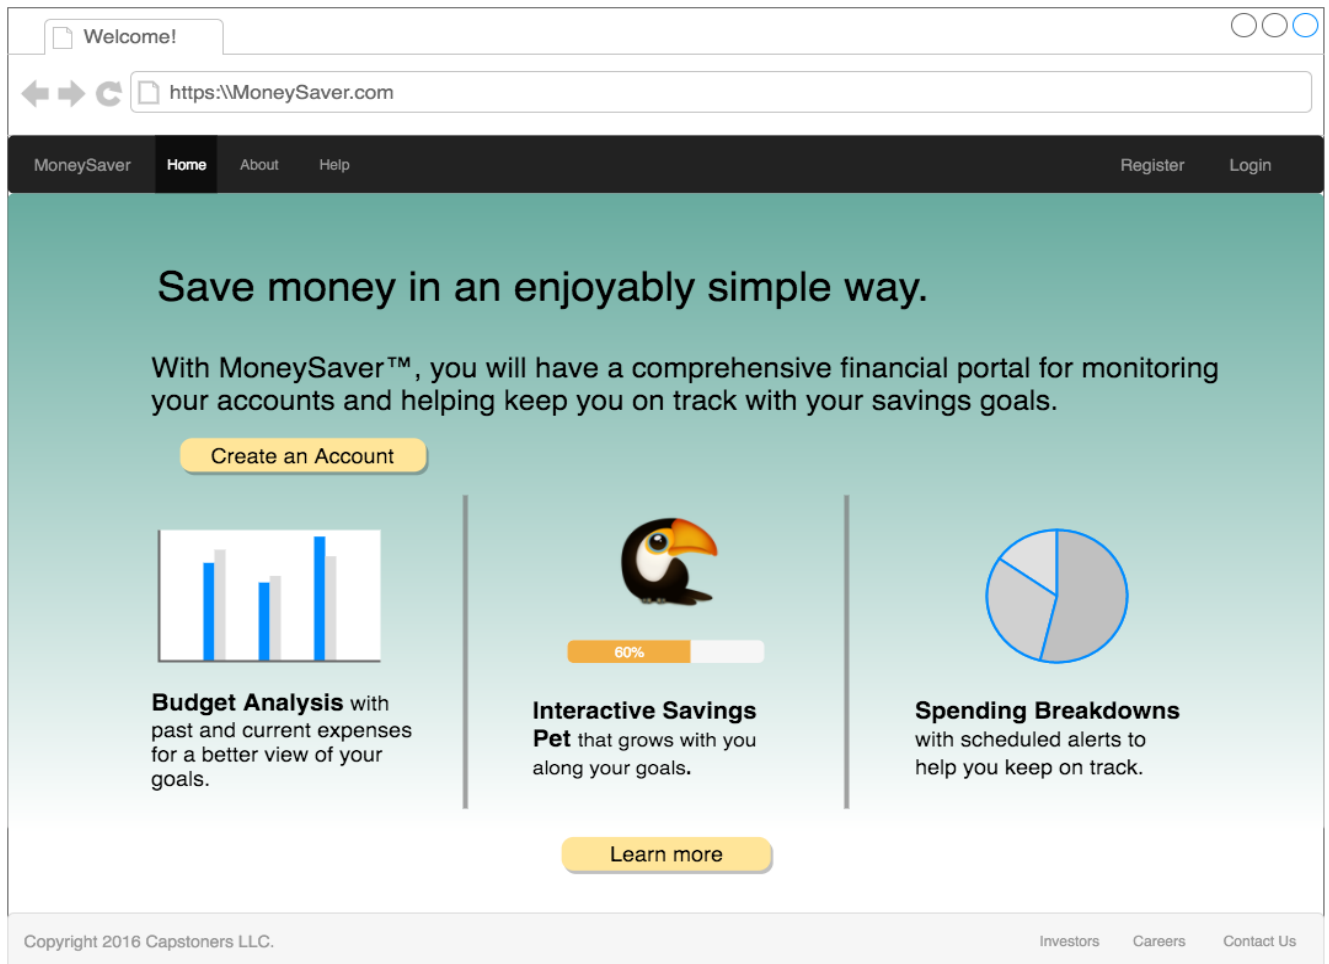 Welcome!
https:\\MoneySaver.com
MoneySaver Home About Help Register Login
Save money in an enjoyably simple way.
With MoneySaver™, you will have a comprehensive financial portal for monitoring
your accounts and helping keep you on track with your savings goals.
Create an Account
Budget Analysis with
past and current expenses
for a better view of your
goals.
60%
Interactive Savings
Pet that grows with you
along your goals.
Spending Breakdowns
with scheduled alerts to
help you keep on track.
Learn more
Copyright 2016 Capstoners LLC. Investors Careers Contact Us